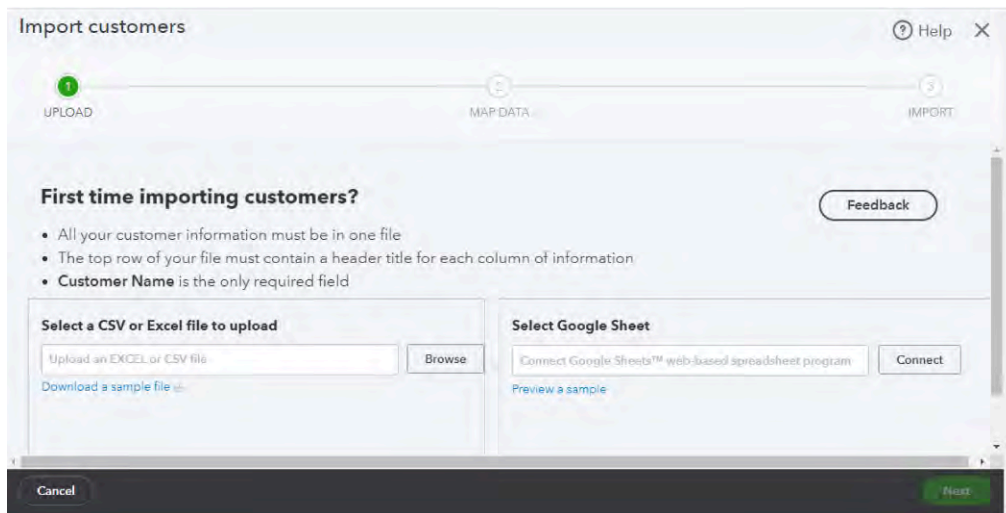 Import customers
? Help X
1
2
3
UPLOAD
MAP DATA
IMPORT
First time importing customers?
Feedback
• All your customer information must be in one file
• The top row of your file must contain a header title for each column of information
• Customer Name is the only required field
Select a CSV or Excel file to upload
Upload an EXCEL or CSV file
Browse
Download a sample file
Select Google Sheet
Connect Google Sheets™ web-based spreadsheet program
Connect
Preview a sample
Cancel
Next